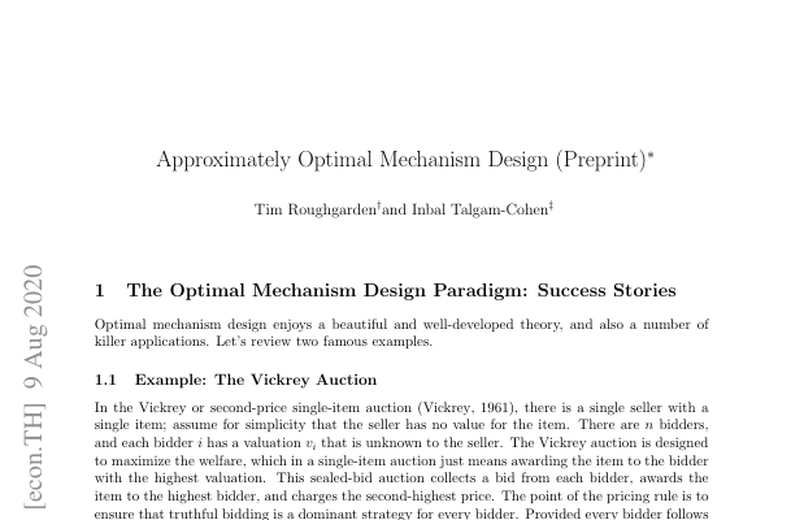 Approximately Optimal Mechanism Design (Preprint)*
Tim Roughgarden†and Inbal Talgam-Cohen‡
1 The Optimal Mechanism Design Paradigm: Success Stories
Optimal mechanism design enjoys a beautiful and well-developed theory, and also a number of
killer applications. Let's review two famous examples.
1.1 Example: The Vickrey Auction
In the Vickrey or second-price single-item auction (Vickrey, 1961), there is a single seller with a
single item; assume for simplicity that the seller has no value for the item. There are n bidders,
and each bidder i has a valuation vᵢ that is unknown to the seller. The Vickrey auction is designed
to maximize the welfare, which in a single-item auction just means awarding the item to the bidder
with the highest valuation. This sealed-bid auction collects a bid from each bidder, awards the
item to the highest bidder, and charges the second-highest price. The point of the pricing rule is to
ensure that truthful bidding is a dominant strategy for every bidder. Provided every bidder follows
[econ.TH] 9 Aug 2020